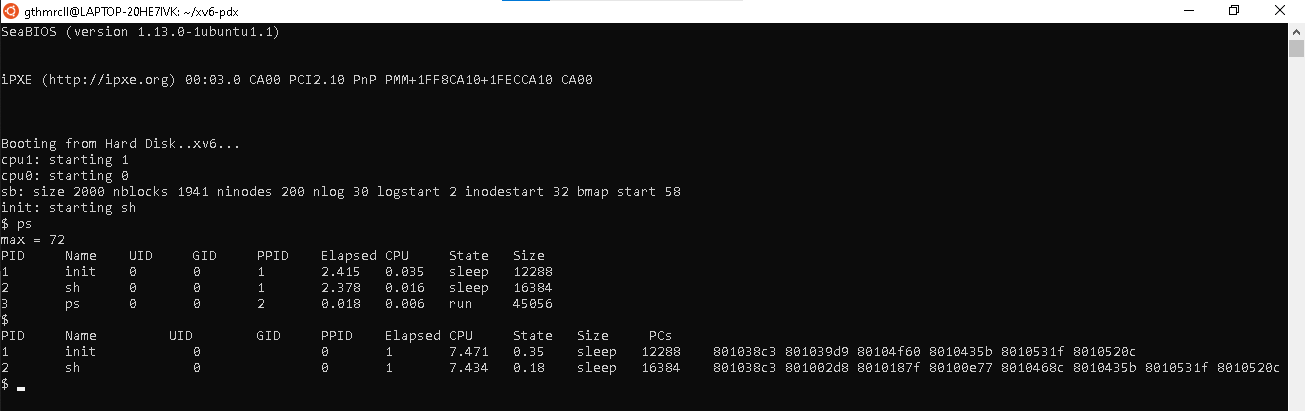 gthmrcll@LAPTOP-20HE7IVK: ~/xv6-pdx
SeaBIOS (version 1.13.0-1ubuntu1.1)
iPXE (http://ipxe.org) 00:03.0 CA00 PCI2.10 PnP PMM+1FF8CA10+1FECCA10 CA00
Booting from Hard Disk..xv6...
cpu1: starting 1
cpu0: starting 0
sb: size 2000 nblocks 1941 ninodes 200 nlog 30 logstart 2 inodestart 32 bmap start 58
init: starting sh
$ ps
max = 72
PID Name UID GID PPID Elapsed CPU State Size
1 init 0 0 1 2.415 0.035 sleep 12288
2 sh 0 0 1 2.378 0.016 sleep 16384
3 ps 0 0 2 0.018 0.006 run 45056
$
PID Name UID GID PPID Elapsed CPU State Size PCs
1 init 0 0 1 7.471 0.35 sleep 12288 801038c3 801039d9 80104f60 8010435b 8010531f 8010520c
2 sh 0 0 1 7.434 0.18 sleep 16384 801038c3 801002d8 8010187f 80100e77 8010468c 8010435b 8010531f 8010520c
$